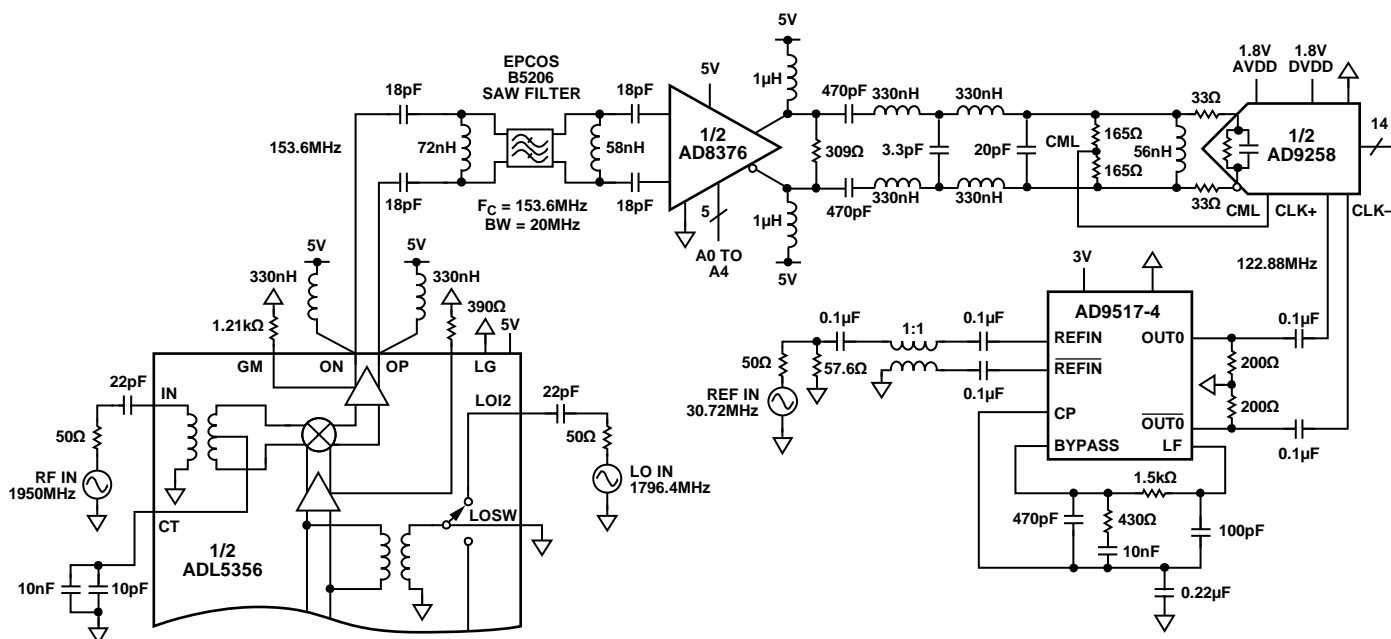 EPCOS
B5206
SAW FILTER
18pF
18pF
153.6MHz
72nH
58nH
18pF
18pF
F_C = 153.6MHz
BW = 20MHz
5V
1/2
AD8376
5
A0 TO
A4
5V
1µH
1µH
5V
309Ω
470pF
470pF
330nH
330nH
330nH
330nH
3.3pF
20pF
CML
165Ω
165Ω
56nH
33Ω
33Ω
1.8V
AVDD
1.8V
DVDD
1/2
AD9258
14
CML
CLK+
CLK–
122.88MHz
5V
5V
330nH
330nH
1.21kΩ
390Ω
5V
GM
ON
OP
LG
22pF
IN
50Ω
RF IN
1950MHz
CT
10nF
10pF
1/2
ADL5356
LOI2
22pF
50Ω
LO IN
1796.4MHz
LOSW
3V
AD9517-4
REFIN
REFIN
CP
BYPASS
OUT0
OUT0
LF
0.1µF
1:1
0.1µF
0.1µF
50Ω
57.6Ω
REF IN
30.72MHz
0.1µF
200Ω
200Ω
0.1µF
1.5kΩ
470pF
430Ω
10nF
100pF
0.22µF